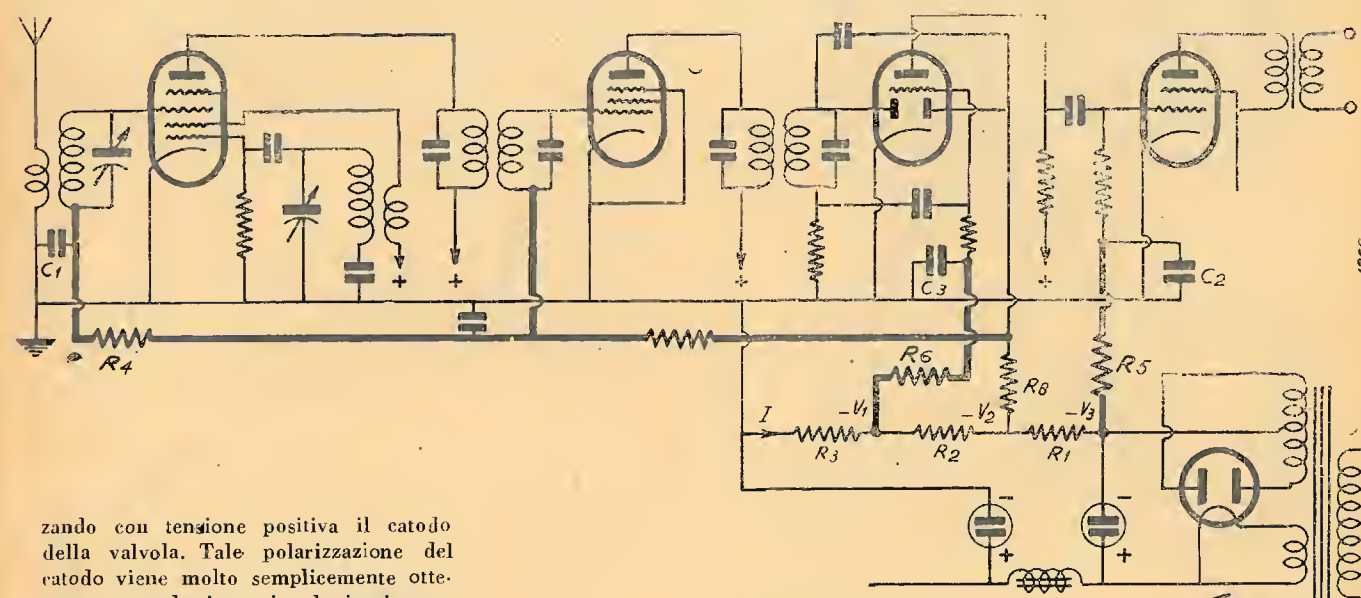 C1
R4
+
+
+
+
C3
C2
R6
R8
R5
I
-V1
-V2
-V3
R3
R2
R1
-
-
+
+
zando con tensione positiva il catodo
della valvola. Tale polarizzazione del
catodo viene molto semplicemente otte-